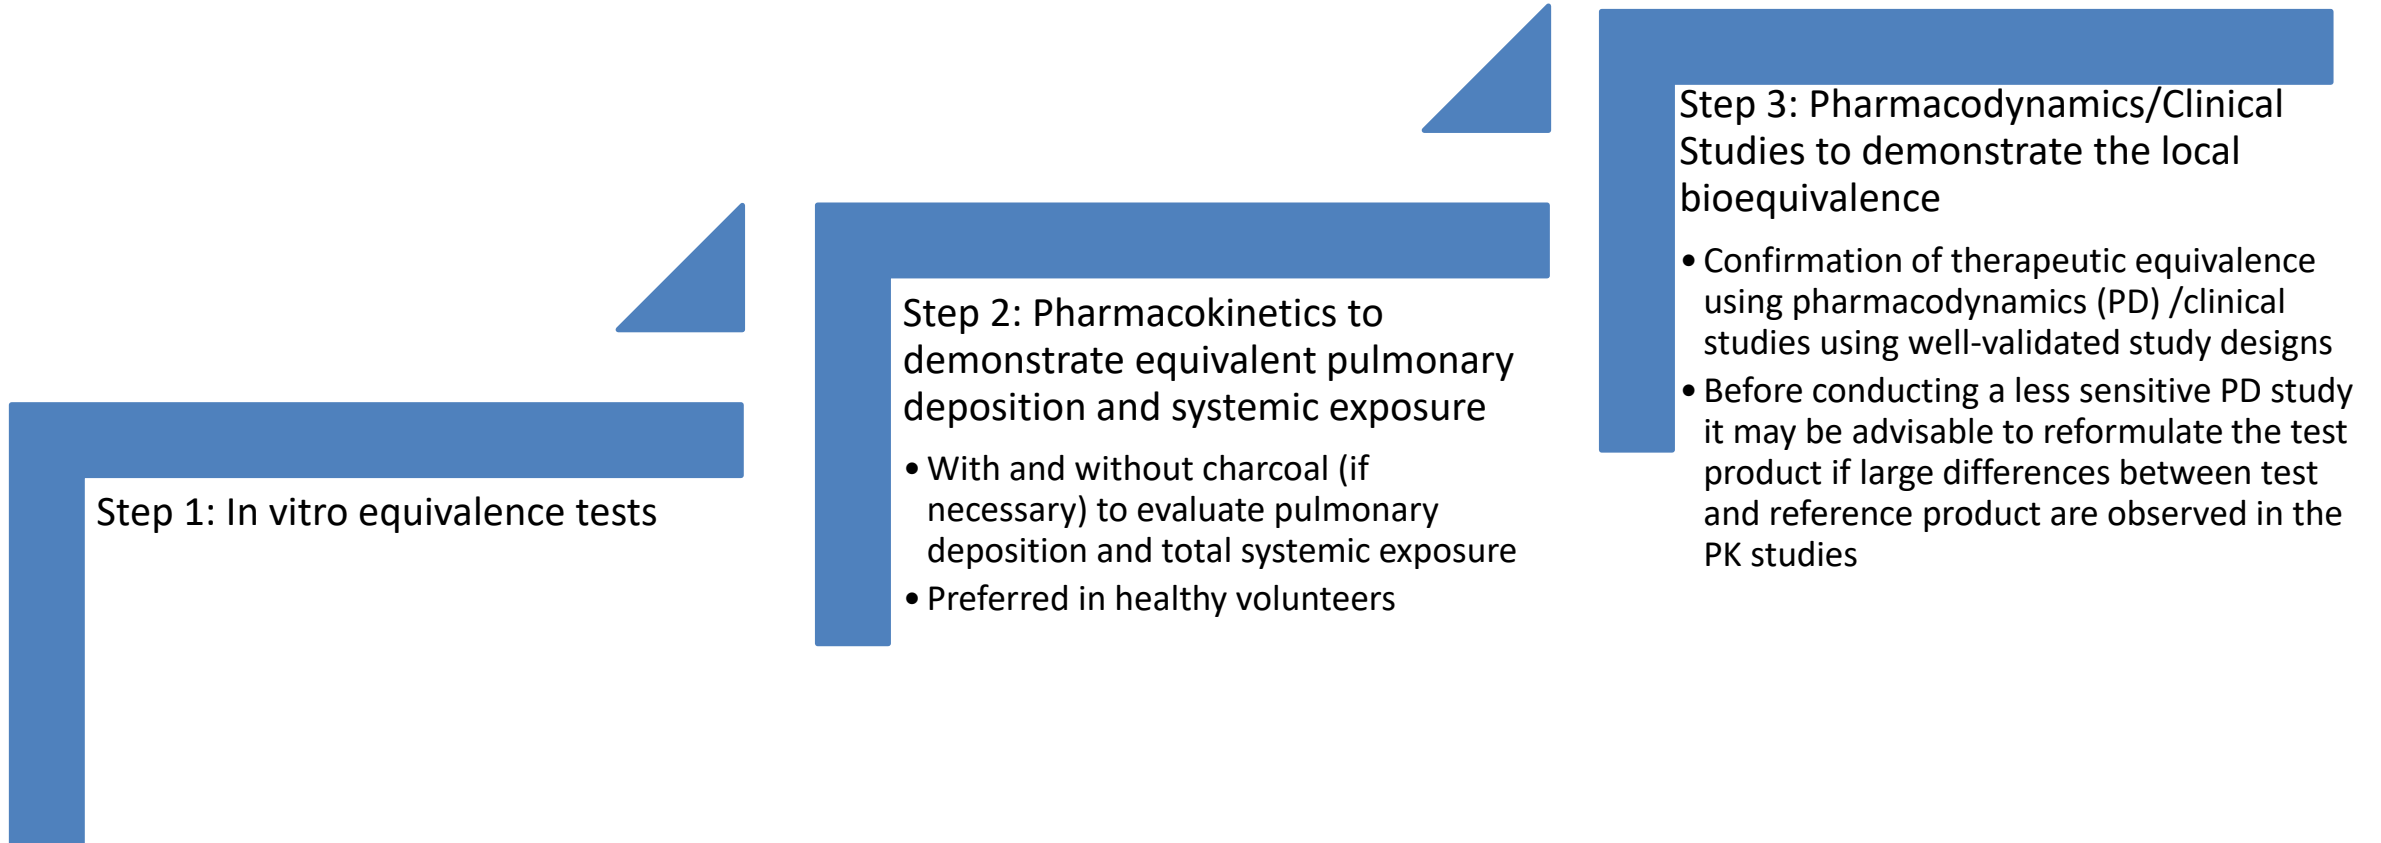 Step 1: In vitro equivalence tests
Step 2: Pharmacokinetics to
demonstrate equivalent pulmonary
deposition and systemic exposure
• With and without charcoal (if
necessary) to evaluate pulmonary
deposition and total systemic exposure
• Preferred in healthy volunteers
Step 3: Pharmacodynamics/Clinical
Studies to demonstrate the local
bioequivalence
• Confirmation of therapeutic equivalence
using pharmacodynamics (PD) /clinical
studies using well-validated study designs
• Before conducting a less sensitive PD study
it may be advisable to reformulate the test
product if large differences between test
and reference product are observed in the
PK studies